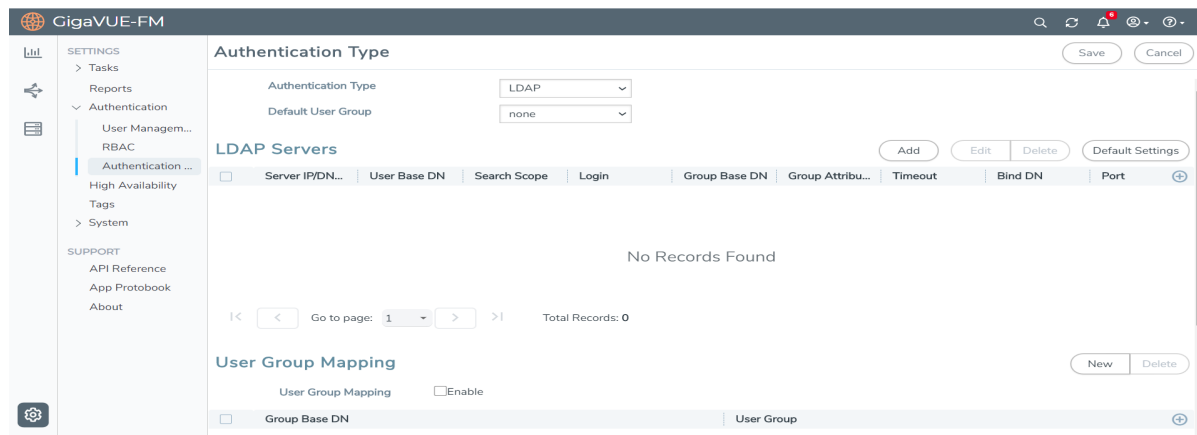 GigaVUE-FM
6
SETTINGS
Tasks
Reports
Authentication
User Managem...
RBAC
Authentication ...
High Availability
Tags
System
SUPPORT
API Reference
App Protobook
About
Authentication Type
Save
Cancel
Authentication Type
LDAP
Default User Group
none
LDAP Servers
Add
Edit
Delete
Default Settings
Server IP/DN... User Base DN Search Scope Login Group Base DN Group Attribu... Timeout Bind DN Port
No Records Found
Go to page: 1
Total Records: 0
User Group Mapping
New
Delete
User Group Mapping
Enable
Group Base DN User Group